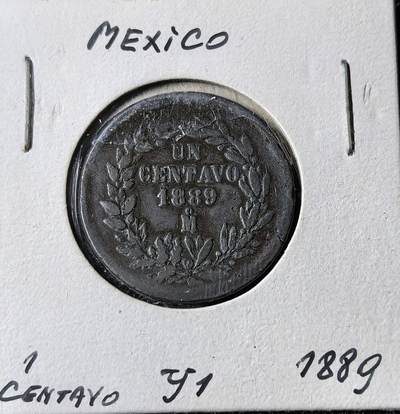 MEXICO
UN
CENTAVO
1889
M̊
1
CENTAVO
Y1
1889